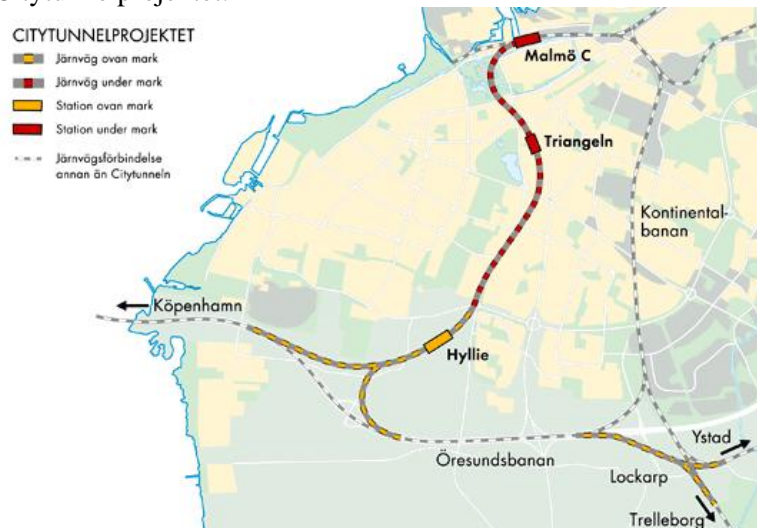 CITYTUNNELPROJEKTET
Järnväg ovan mark
Järnväg under mark
Station ovan mark
Station under mark
Järnvägsförbindelse
annan än Citytunneln
Malmö C
Triangeln
Kontinental-
banan
Köpenhamn
Hyllie
Öresundsbanan
Ystad
Lockarp
Trelleborg